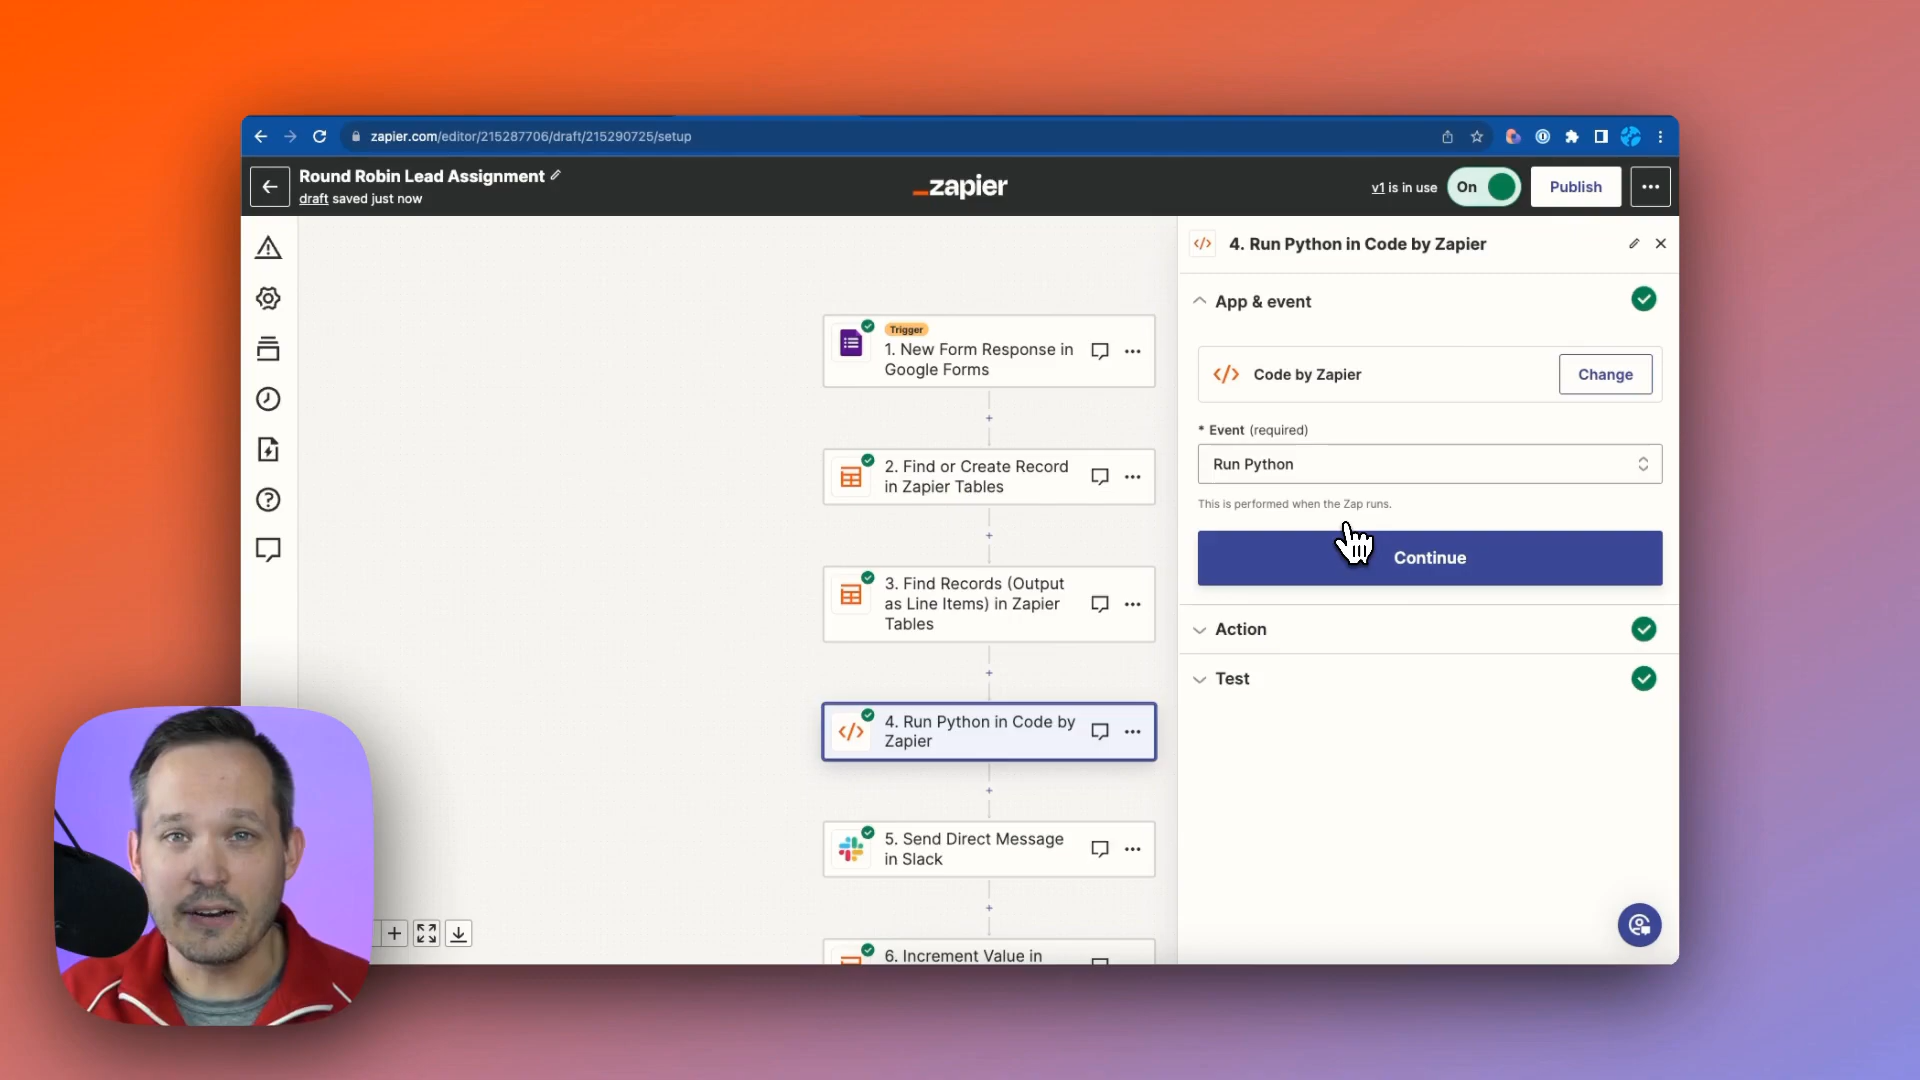 zapier.com/editor/215287706/draft/215290725/setup
Round Robin Lead Assignment
draft saved just now
_zapier
v1 is in use
On
Publish
Trigger
1. New Form Response in
Google Forms
2. Find or Create Record
in Zapier Tables
3. Find Records (Output
as Line Items) in Zapier
Tables
4. Run Python in Code by
Zapier
5. Send Direct Message
in Slack
6. Increment Value in
4. Run Python in Code by Zapier
App & event
Code by Zapier
Change
* Event (required)
Run Python
This is performed when the Zap runs.
Continue
Action
Test